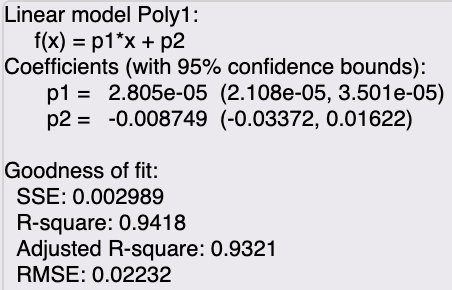 Linear model Poly1:
f(x) = p1*x + p2
Coefficients (with 95% confidence bounds):
p1 = 2.805e-05 (2.108e-05, 3.501e-05)
p2 = -0.008749 (-0.03372, 0.01622)
Goodness of fit:
SSE: 0.002989
R-square: 0.9418
Adjusted R-square: 0.9321
RMSE: 0.02232